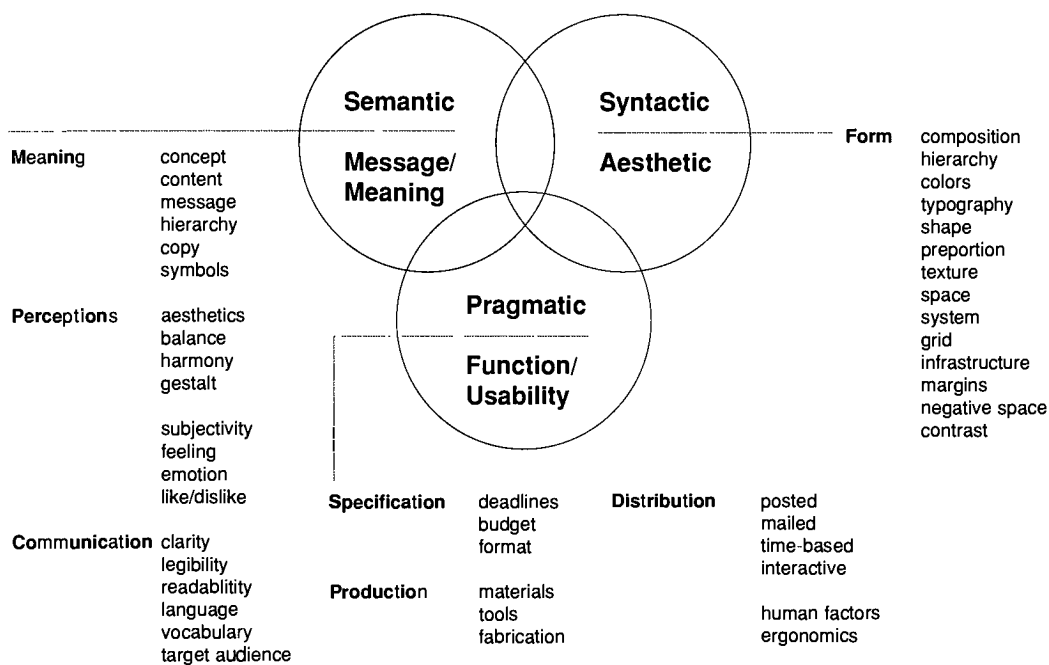 Semantic
Message/
Meaning
Syntactic
Aesthetic
Pragmatic
Function/
Usability
Meaning
concept
content
message
hierarchy
copy
symbols
Perceptions
aesthetics
balance
harmony
gestalt
subjectivity
feeling
emotion
like/dislike
Communication
clarity
legibility
readablitity
language
vocabulary
target audience
Specification
deadlines
budget
format
Production
materials
tools
fabrication
Distribution
posted
mailed
time-based
interactive
human factors
ergonomics
Form
composition
hierarchy
colors
typography
shape
preportion
texture
space
system
grid
infrastructure
margins
negative space
contrast